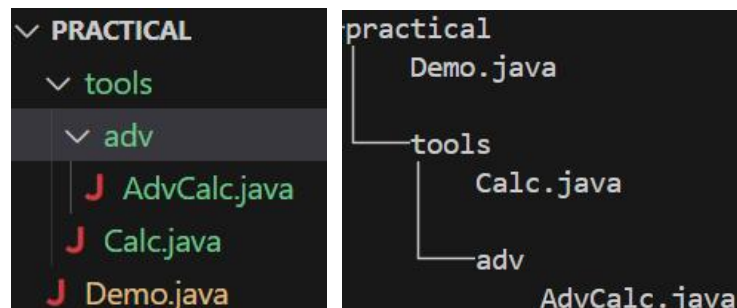 PRACTICAL
tools
adv
J AdvCalc.java
J Calc.java
J Demo.java
practical
Demo.java
tools
Calc.java
adv
AdvCalc.java